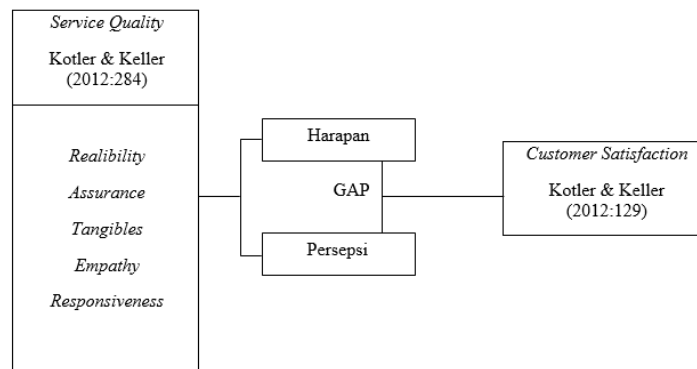 Service Quality
Kotler & Keller
(2012:284)
Realibility
Assurance
Tangibles
Empathy
Responsiveness
Harapan
GAP
Persepsi
Customer Satisfaction
Kotler & Keller
(2012:129)